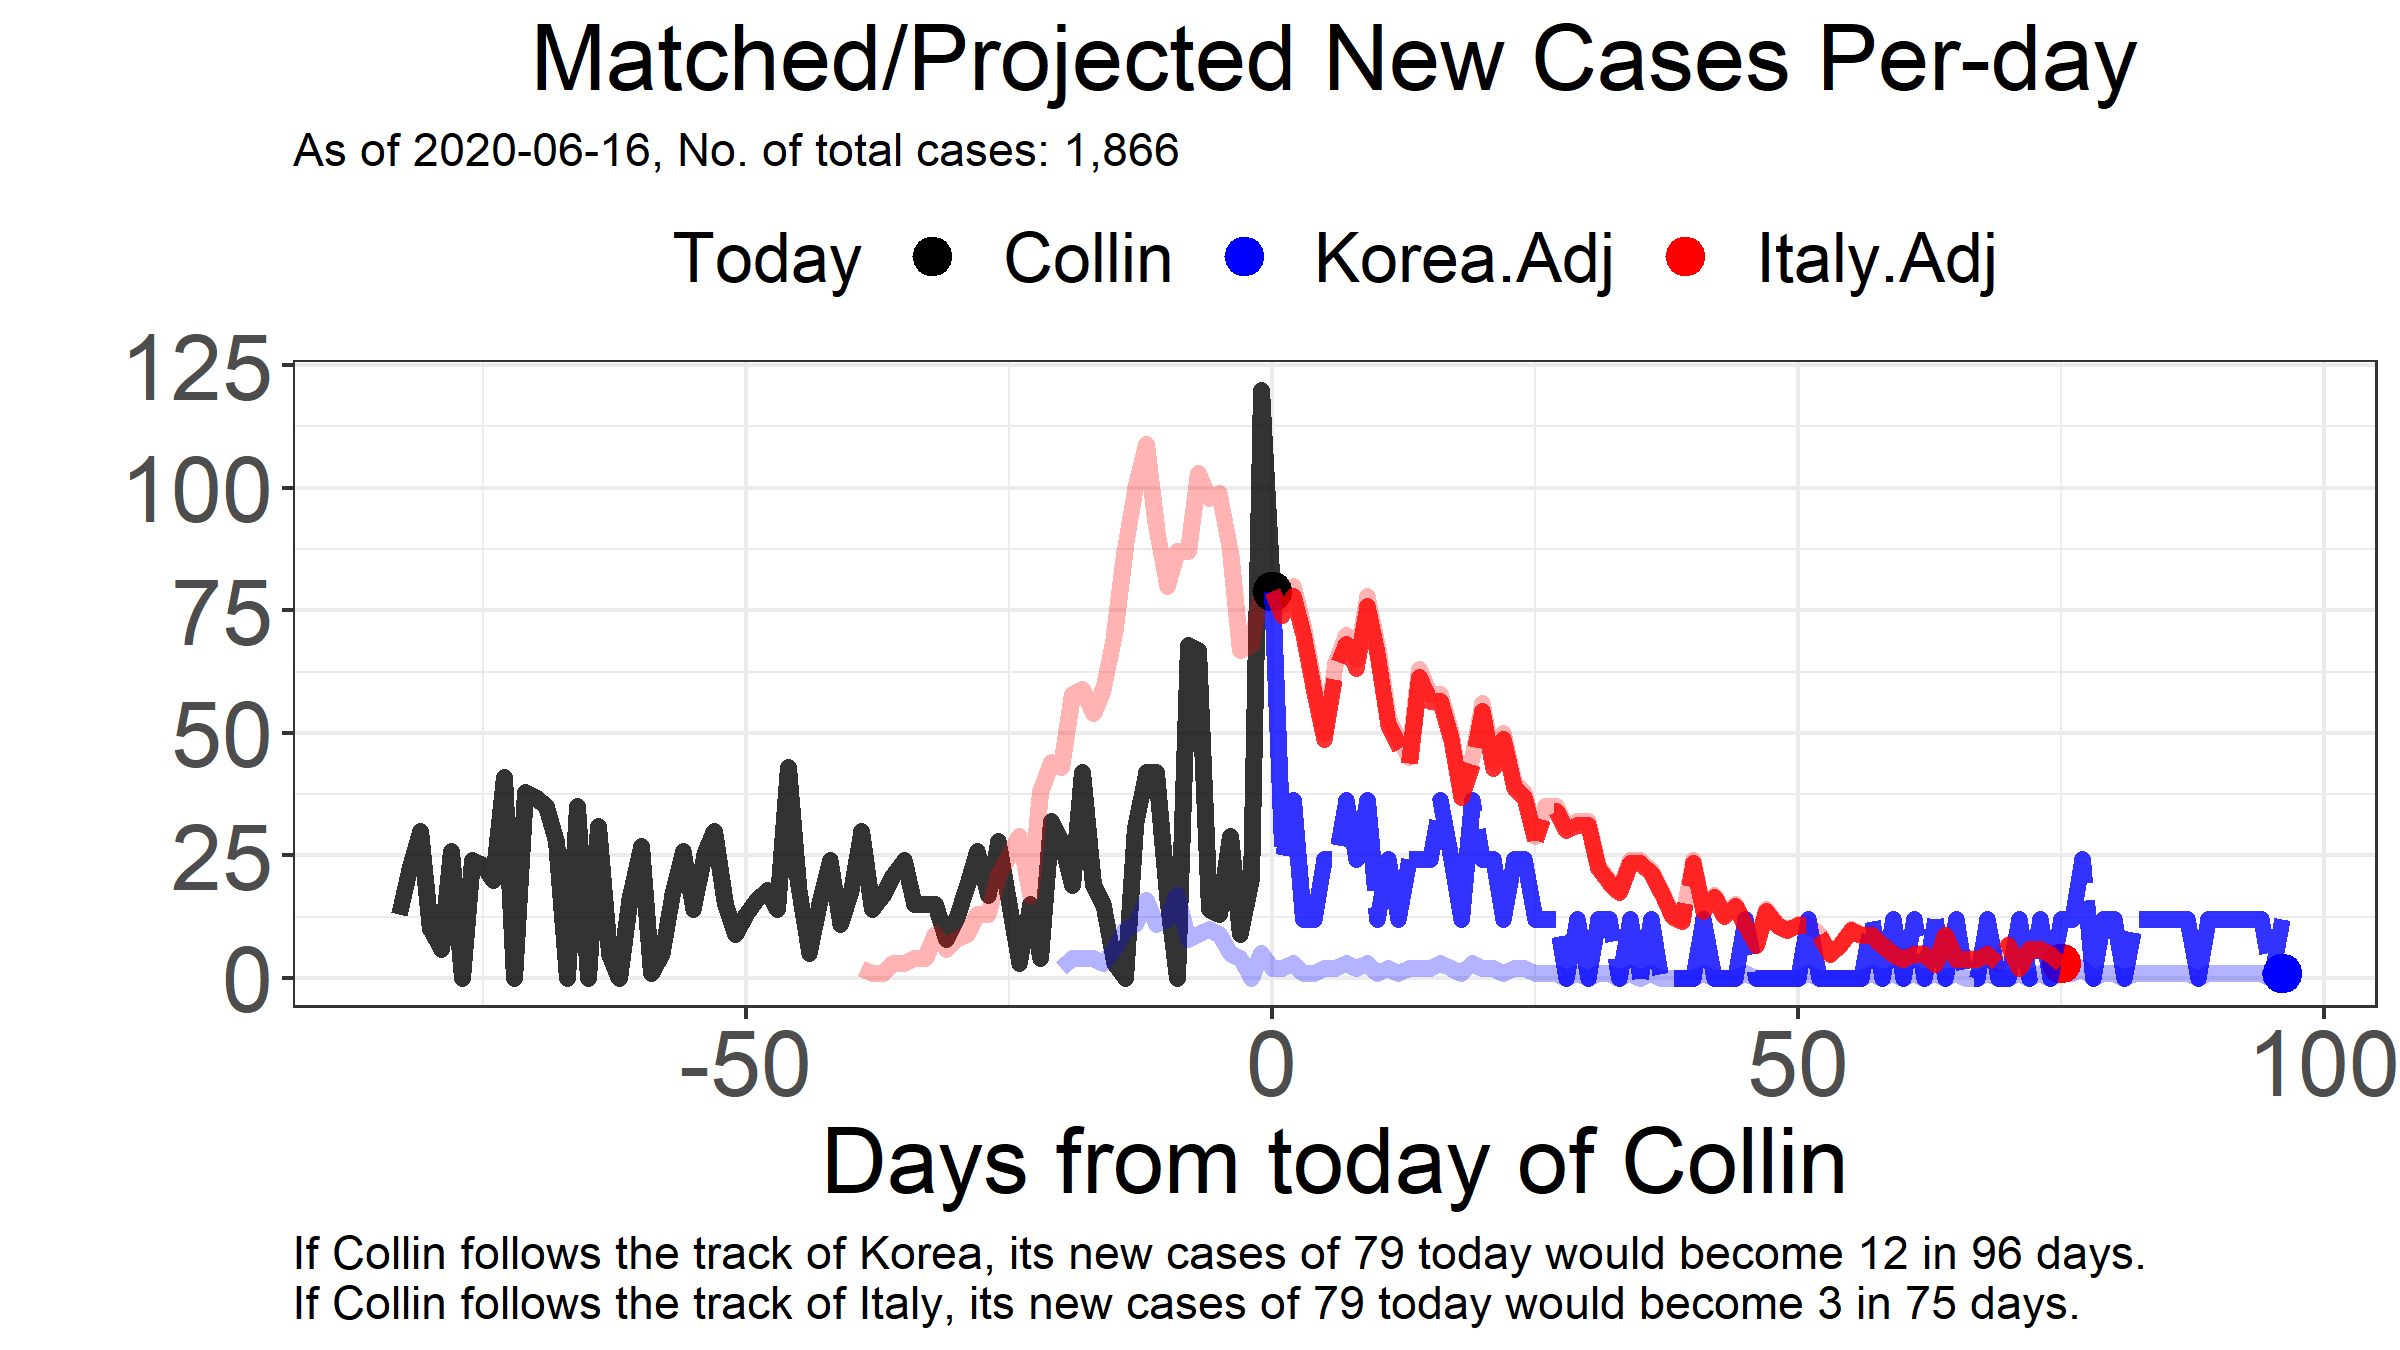 Matched/Projected New Cases Per-day
As of 2020-06-16, No. of total cases: 1,866
Today Collin Korea.Adj Italy.Adj
125
100
75
50
25
0
-50 0 50 100
Days from today of Collin
If Collin follows the track of Korea, its new cases of 79 today would become 12 in 96 days.
If Collin follows the track of Italy, its new cases of 79 today would become 3 in 75 days.